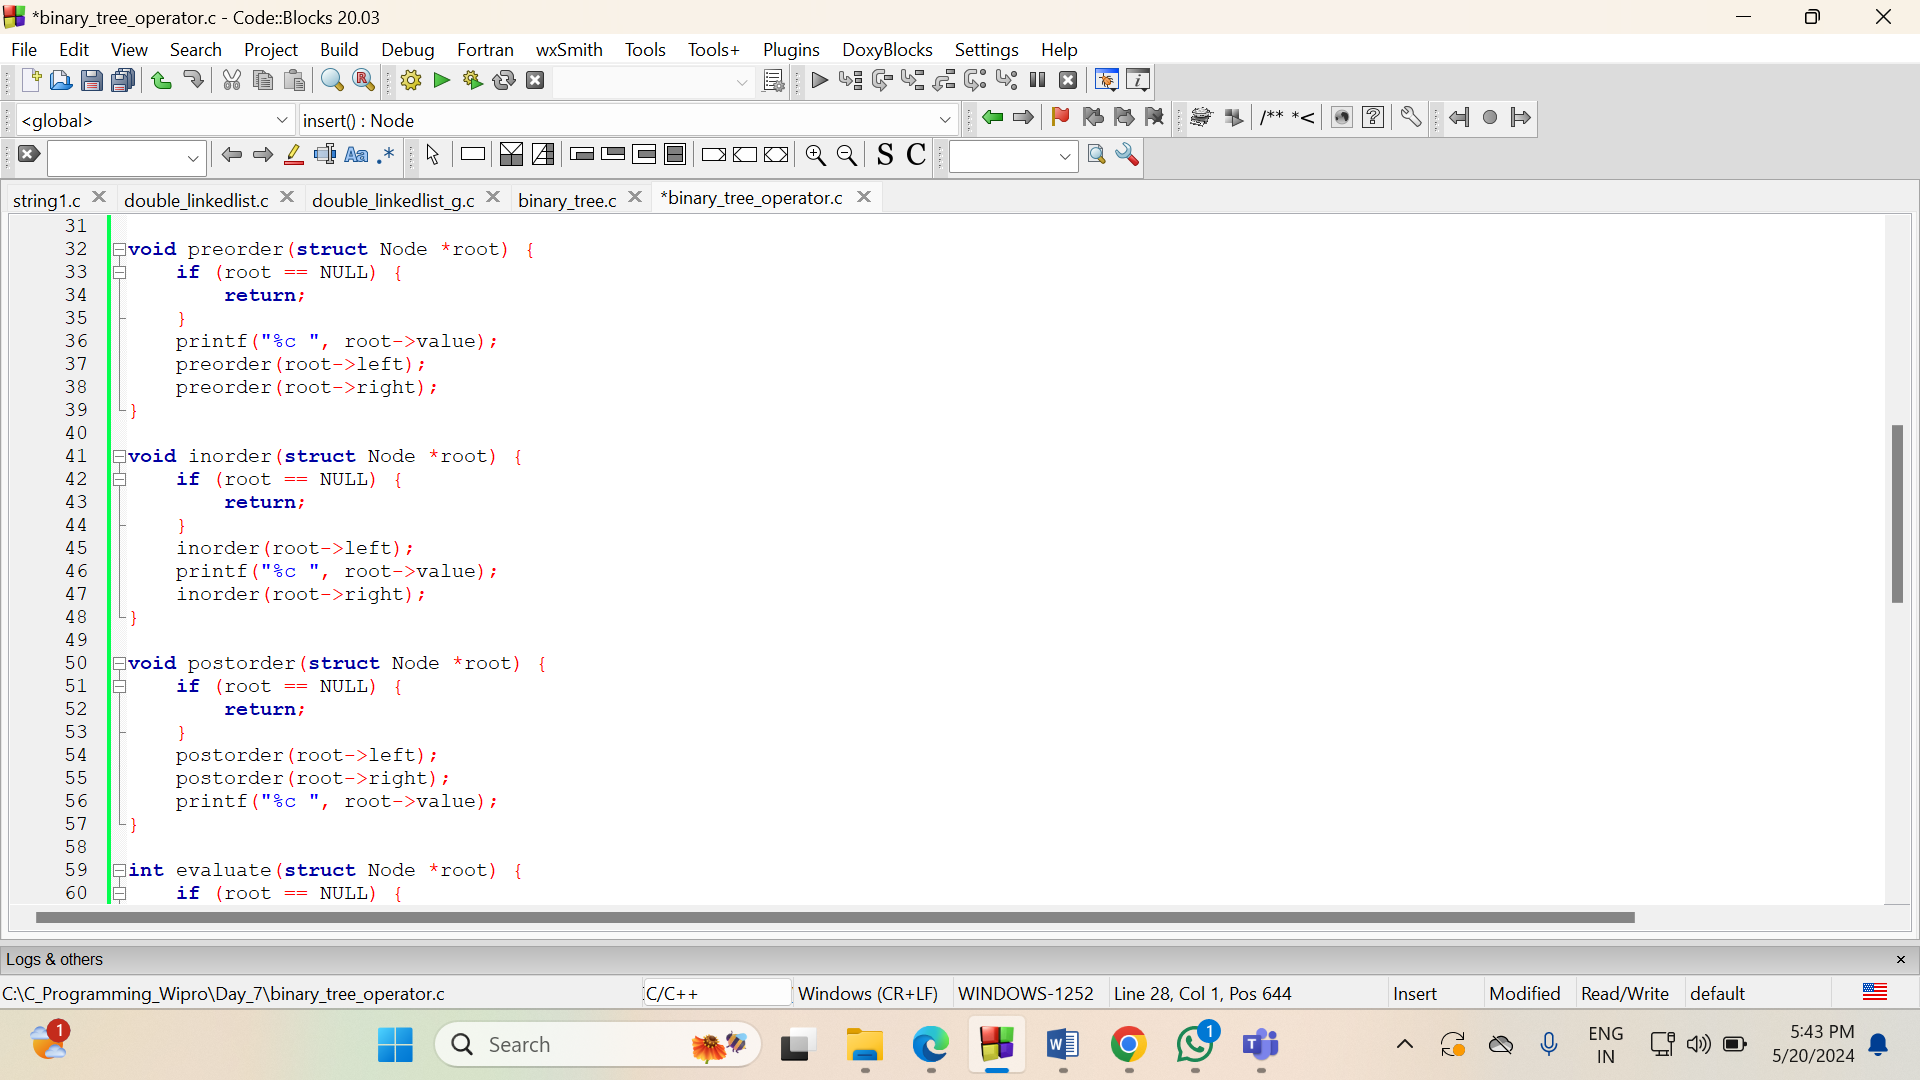 *binary_tree_operator.c - Code::Blocks 20.03
File Edit View Search Project Build Debug Fortran wxSmith Tools Tools+ Plugins DoxyBlocks Settings Help
<global> insert() : Node /** *<
Aa .* S C
string1.c double_linkedlist.c double_linkedlist_g.c binary_tree.c *binary_tree_operator.c
31
32 void preorder(struct Node *root) {
33 if (root == NULL) {
34 return;
35 }
36 printf("%c ", root->value);
37 preorder(root->left);
38 preorder(root->right);
39 }
40
41 void inorder(struct Node *root) {
42 if (root == NULL) {
43 return;
44 }
45 inorder(root->left);
46 printf("%c ", root->value);
47 inorder(root->right);
48 }
49
50 void postorder(struct Node *root) {
51 if (root == NULL) {
52 return;
53 }
54 postorder(root->left);
55 postorder(root->right);
56 printf("%c ", root->value);
57 }
58
59 int evaluate(struct Node *root) {
60 if (root == NULL) {
Logs & others
C:\C_Programming_Wipro\Day_7\binary_tree_operator.c C/C++ Windows (CR+LF) WINDOWS-1252 Line 28, Col 1, Pos 644 Insert Modified Read/Write default
1 Search 1 ENG IN 5:43 PM 5/20/2024